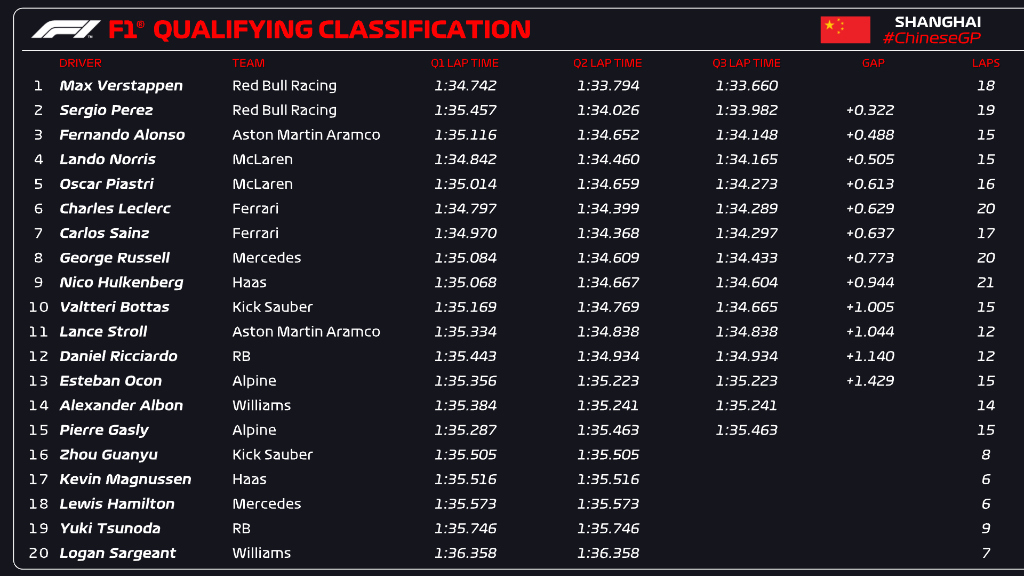 F1® QUALIFYING CLASSIFICATION
SHANGHAI
#ChineseGP
DRIVER TEAM Q1 LAP TIME Q2 LAP TIME Q3 LAP TIME GAP LAPS
1 Max Verstappen Red Bull Racing 1:34.742 1:33.794 1:33.660 18
2 Sergio Perez Red Bull Racing 1:35.457 1:34.026 1:33.982 +0.322 19
3 Fernando Alonso Aston Martin Aramco 1:35.116 1:34.652 1:34.148 +0.488 15
4 Lando Norris McLaren 1:34.842 1:34.460 1:34.165 +0.505 15
5 Oscar Piastri McLaren 1:35.014 1:34.659 1:34.273 +0.613 16
6 Charles Leclerc Ferrari 1:34.797 1:34.399 1:34.289 +0.629 20
7 Carlos Sainz Ferrari 1:34.970 1:34.368 1:34.297 +0.637 17
8 George Russell Mercedes 1:35.084 1:34.609 1:34.433 +0.773 20
9 Nico Hulkenberg Haas 1:35.068 1:34.667 1:34.604 +0.944 21
10 Valtteri Bottas Kick Sauber 1:35.169 1:34.769 1:34.665 +1.005 15
11 Lance Stroll Aston Martin Aramco 1:35.334 1:34.838 1:34.838 +1.044 12
12 Daniel Ricciardo RB 1:35.443 1:34.934 1:34.934 +1.140 12
13 Esteban Ocon Alpine 1:35.356 1:35.223 1:35.223 +1.429 15
14 Alexander Albon Williams 1:35.384 1:35.241 1:35.241 14
15 Pierre Gasly Alpine 1:35.287 1:35.463 1:35.463 15
16 Zhou Guanyu Kick Sauber 1:35.505 1:35.505 8
17 Kevin Magnussen Haas 1:35.516 1:35.516 6
18 Lewis Hamilton Mercedes 1:35.573 1:35.573 6
19 Yuki Tsunoda RB 1:35.746 1:35.746 9
20 Logan Sargeant Williams 1:36.358 1:36.358 7